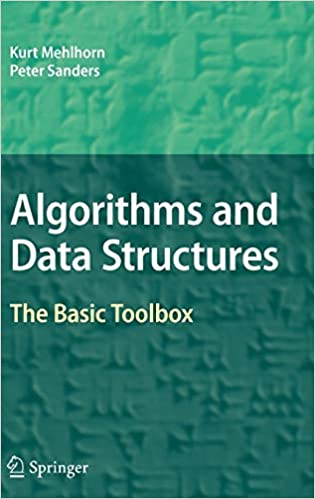 Kurt Mehlhorn
Peter Sanders
Algorithms and
Data Structures
The Basic Toolbox
Springer